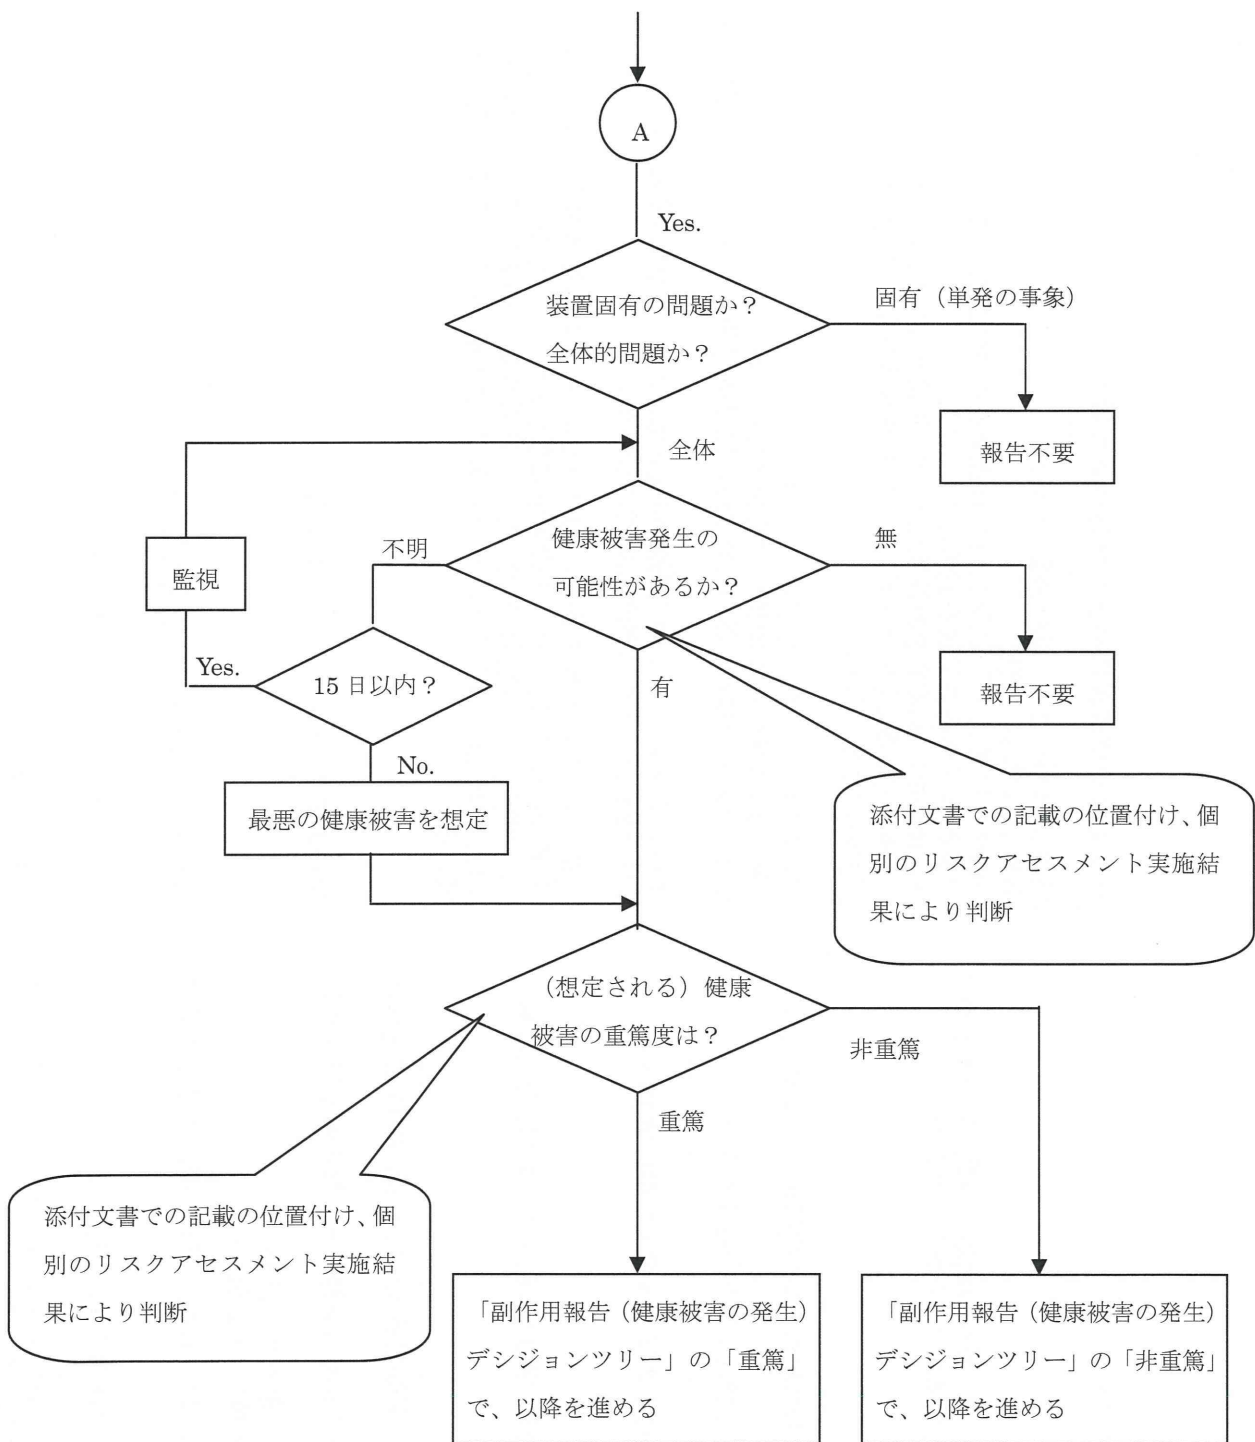 A
Yes.
装置固有の問題か？
全体的問題か？
固有（単発の事象）
報告不要
全体
健康被害発生の
可能性があるか？
不明
無
監視
報告不要
Yes.
15 日以内？
有
No.
最悪の健康被害を想定
添付文書での記載の位置付け、個
別のリスクアセスメント実施結
果により判断
（想定される）健康
被害の重篤度は？
非重篤
重篤
添付文書での記載の位置付け、個
別のリスクアセスメント実施結
果により判断
「副作用報告（健康被害の発生）
デシジョンツリー」の「重篤」
で、以降を進める
「副作用報告（健康被害の発生）
デシジョンツリー」の「非重篤」
で、以降を進める